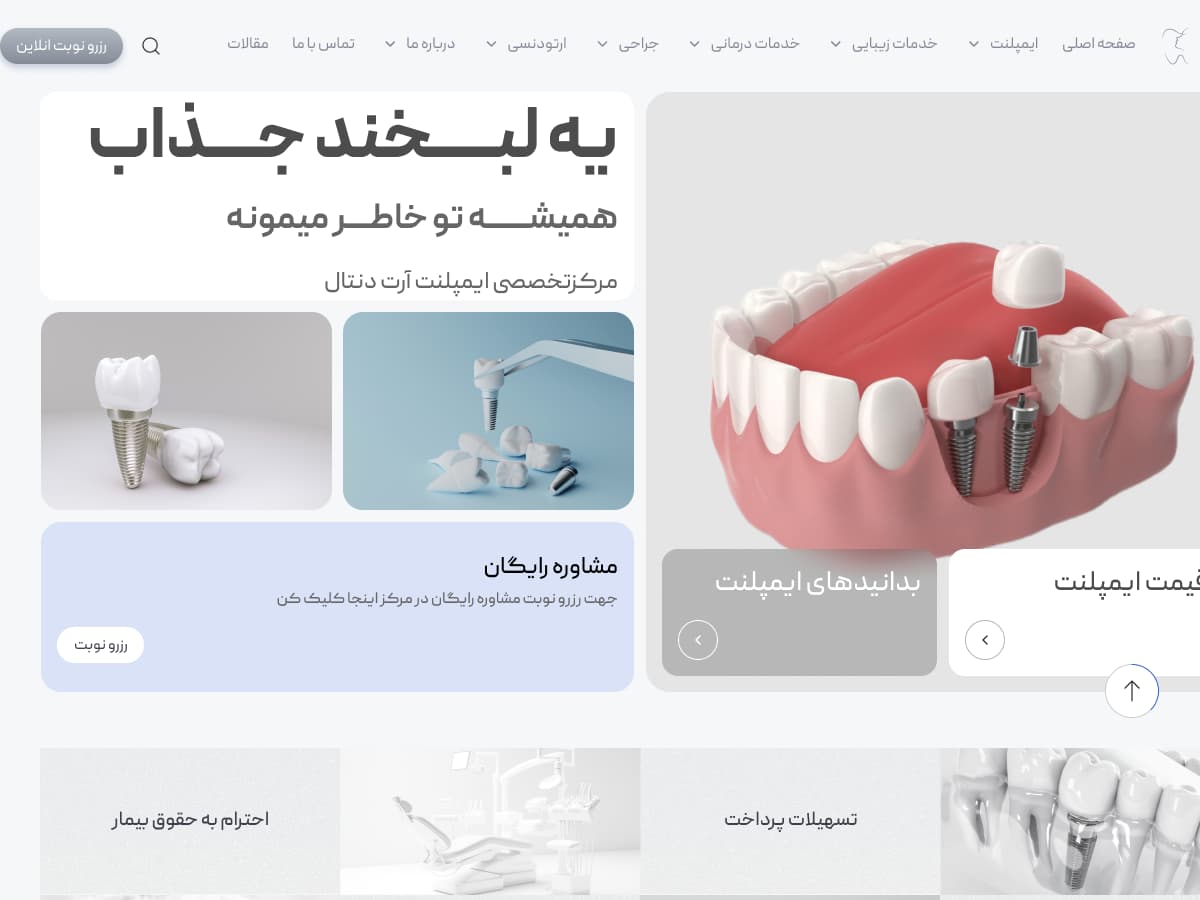 صفحه اصلی
ایمپلنت
خدمات زیبایی
خدمات درمانی
جراحی
ارتودنسی
درباره ما
تماس با ما
مقالات
رزرو نوبت انلاین
یه لبـــخند جـــذاب
همیشـــه تو خاطـــر میمونه
مرکزتخصصی ایمپلنت آرت دنتال
قیمت ایمپلنت
بدانیدهای ایمپلنت
مشاوره رایگان
جهت رزرو نوبت مشاوره رایگان در مرکز اینجا کلیک کن
رزرو نوبت
تسهیلات پرداخت
احترام به حقوق بیمار